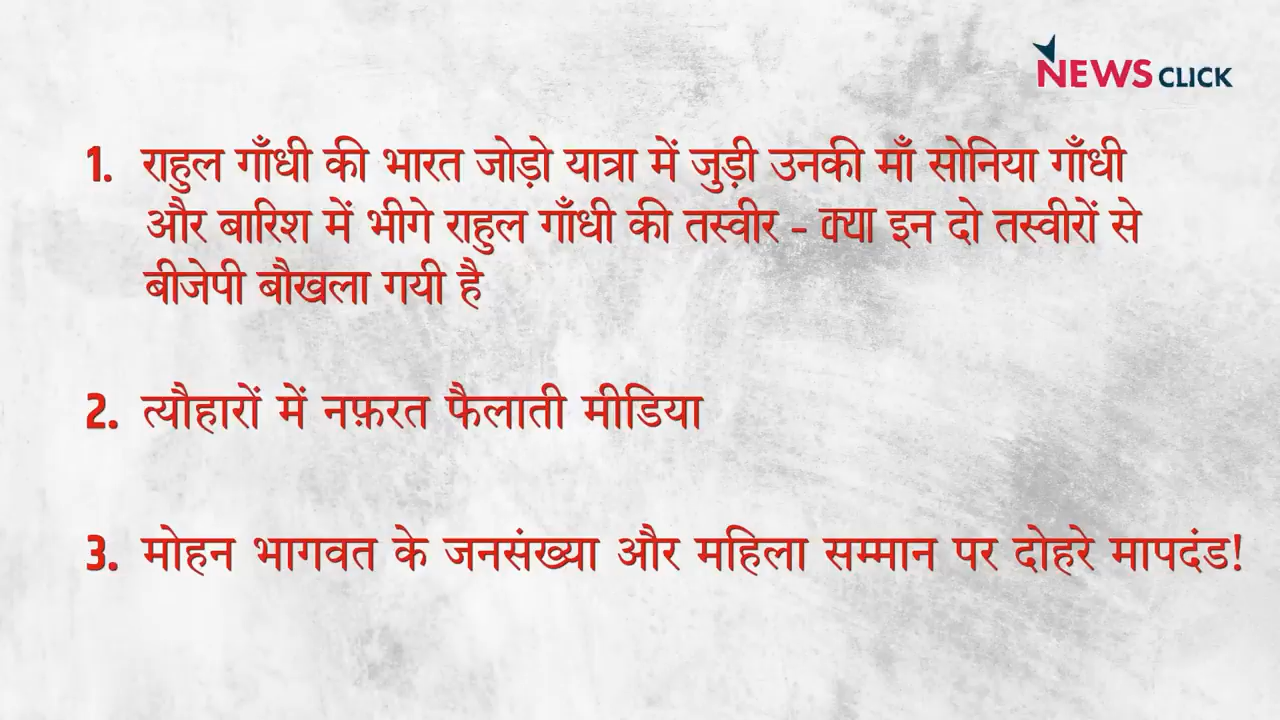 NEWS CLICK
1. राहुल गाँधी की भारत जोड़ो यात्रा में जुड़ी उनकी माँ सोनिया गाँधी
और बारिश में भीगे राहुल गाँधी की तस्वीर - क्या इन दो तस्वीरों से
बीजेपी बौखला गयी है
2. त्यौहारों में नफ़रत फैलाती मीडिया
3. मोहन भागवत के जनसंख्या और महिला सम्मान पर दोहरे मापदंड!